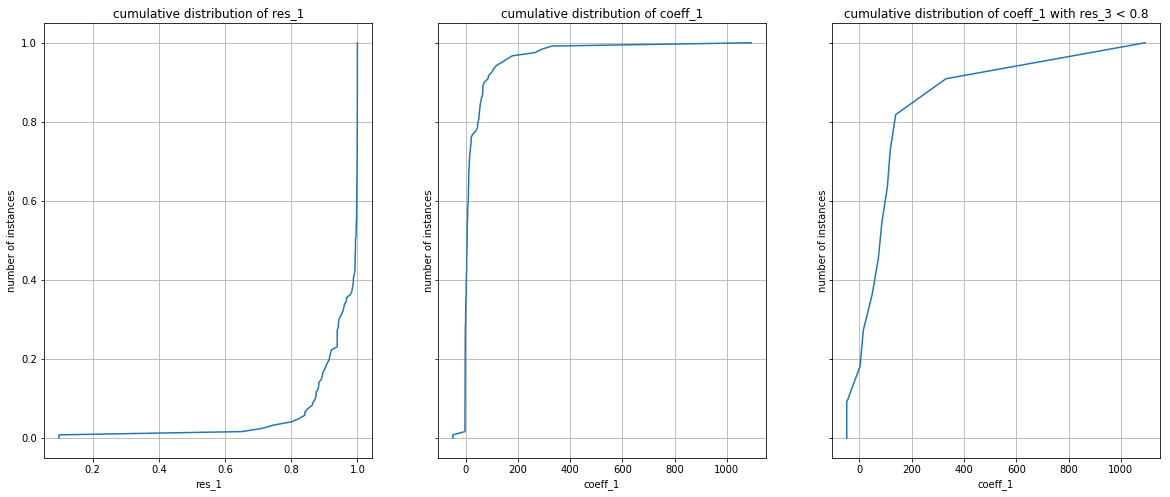 cumulative distribution of res_1
cumulative distribution of coeff_1
cumulative distribution of coeff_1 with res_3 < 0.8
1.0
0.8
0.6
0.4
0.2
0.0
number of instances
number of instances
number of instances
0.2 0.4 0.6 0.8 1.0
0 200 400 600 800 1000
0 200 400 600 800 1000
res_1
coeff_1
coeff_1